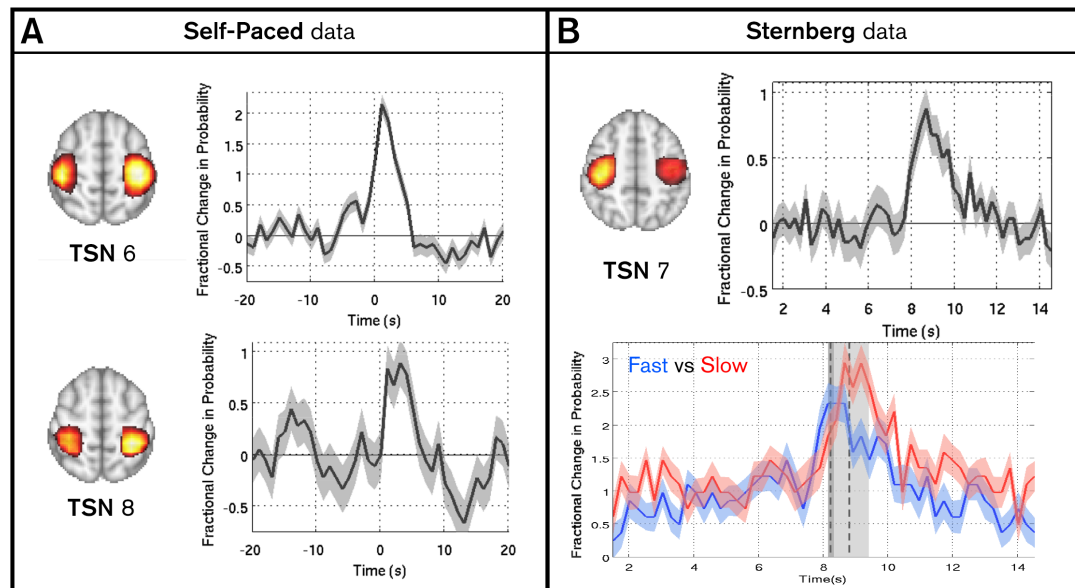 A
Self-Paced data
B
Sternberg data
TSN 6
Fractional Change in Probability
2
1.5
1
0.5
0
-0.5
-20
-10
0
10
20
Time (s)
TSN 8
Fractional Change in Probability
1
0.5
0
-0.5
-20
-10
0
10
20
Time (s)
TSN 7
Fractional Change in Probability
1
0.5
0
-0.5
2
4
6
8
10
12
14
Time (s)
Fast vs Slow
Fractional Change in Probability
3
2.5
2
1.5
1
0.5
0
2
4
6
8
10
12
14
Time(s)